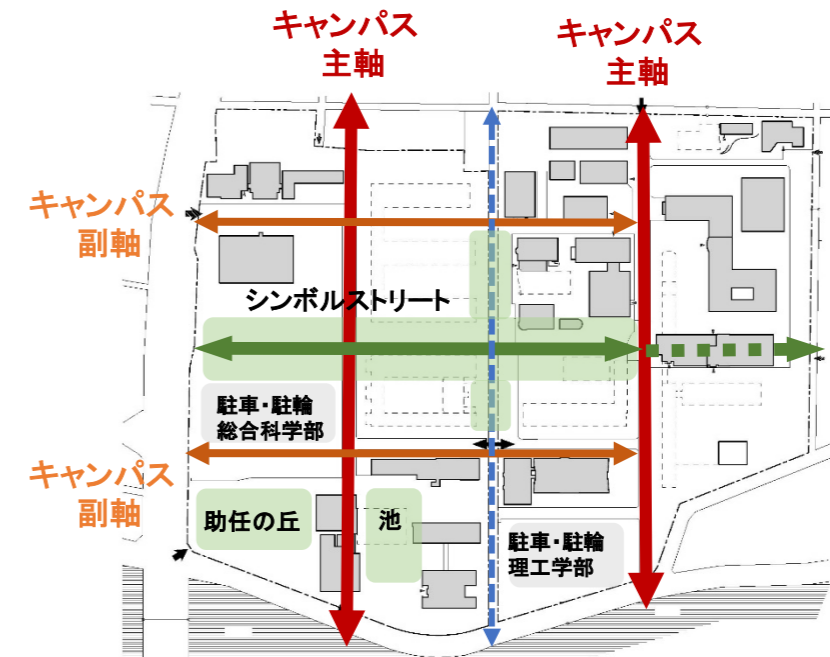 キャンパス
主軸
キャンパス
主軸
キャンパス
副軸
シンボルストリート
駐車・駐輪
総合科学部
キャンパス
副軸
助任の丘
池
駐車・駐輪
理工学部